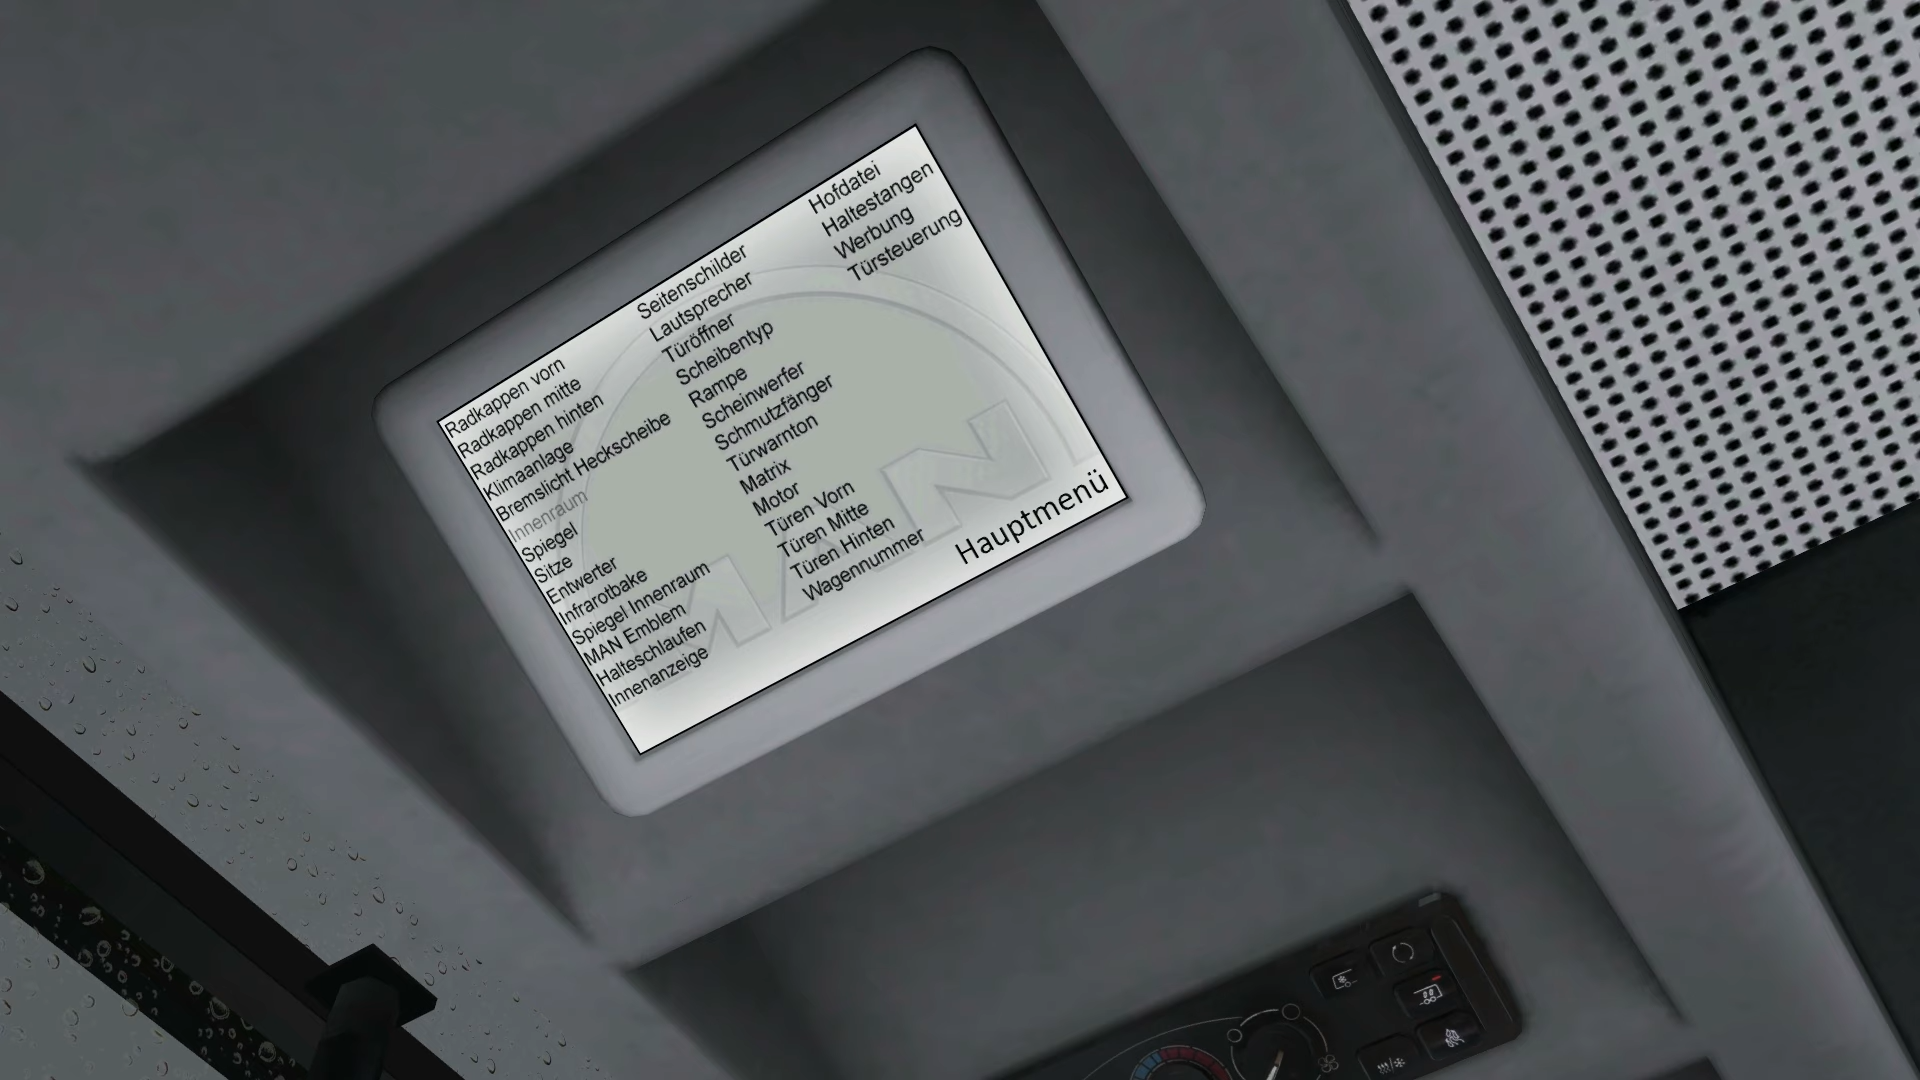 Radkappen vorn
Radkappen mitte
Radkappen hinten
Klimaanlage
Bremslicht Heckscheibe
Innenraum
Spiegel
Sitze
Entwerter
Infrarotbake
Spiegel Innenraum
MAN Emblem
Halteschlaufen
Innenanzeige
Seitenschilder
Lautsprecher
Türöffner
Scheibentyp
Rampe
Scheinwerfer
Schmutzfänger
Türwarnton
Matrix
Motor
Türen Vorn
Türen Mitte
Türen Hinten
Wagennummer
Hofdatei
Haltestangen
Werbung
Türsteuerung
Hauptmenü
MAN